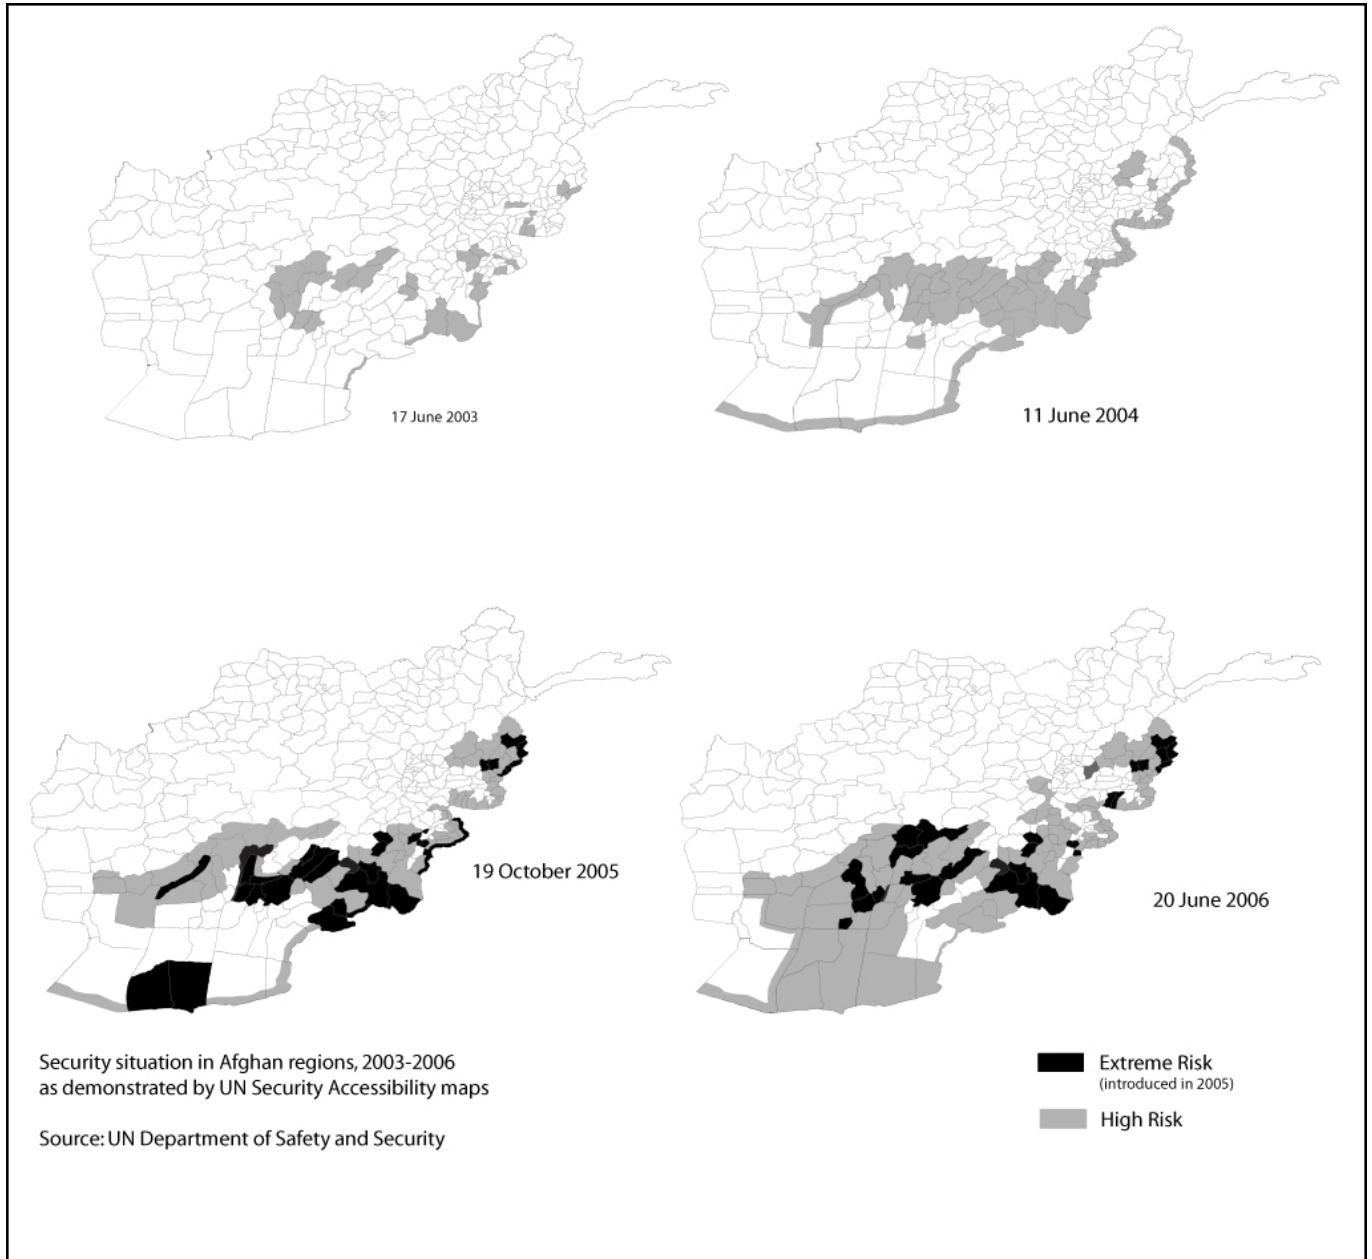 17 June 2003
11 June 2004
19 October 2005
20 June 2006
Security situation in Afghan regions, 2003-2006
as demonstrated by UN Security Accessibility maps
Source: UN Department of Safety and Security
Extreme Risk
(introduced in 2005)
High Risk